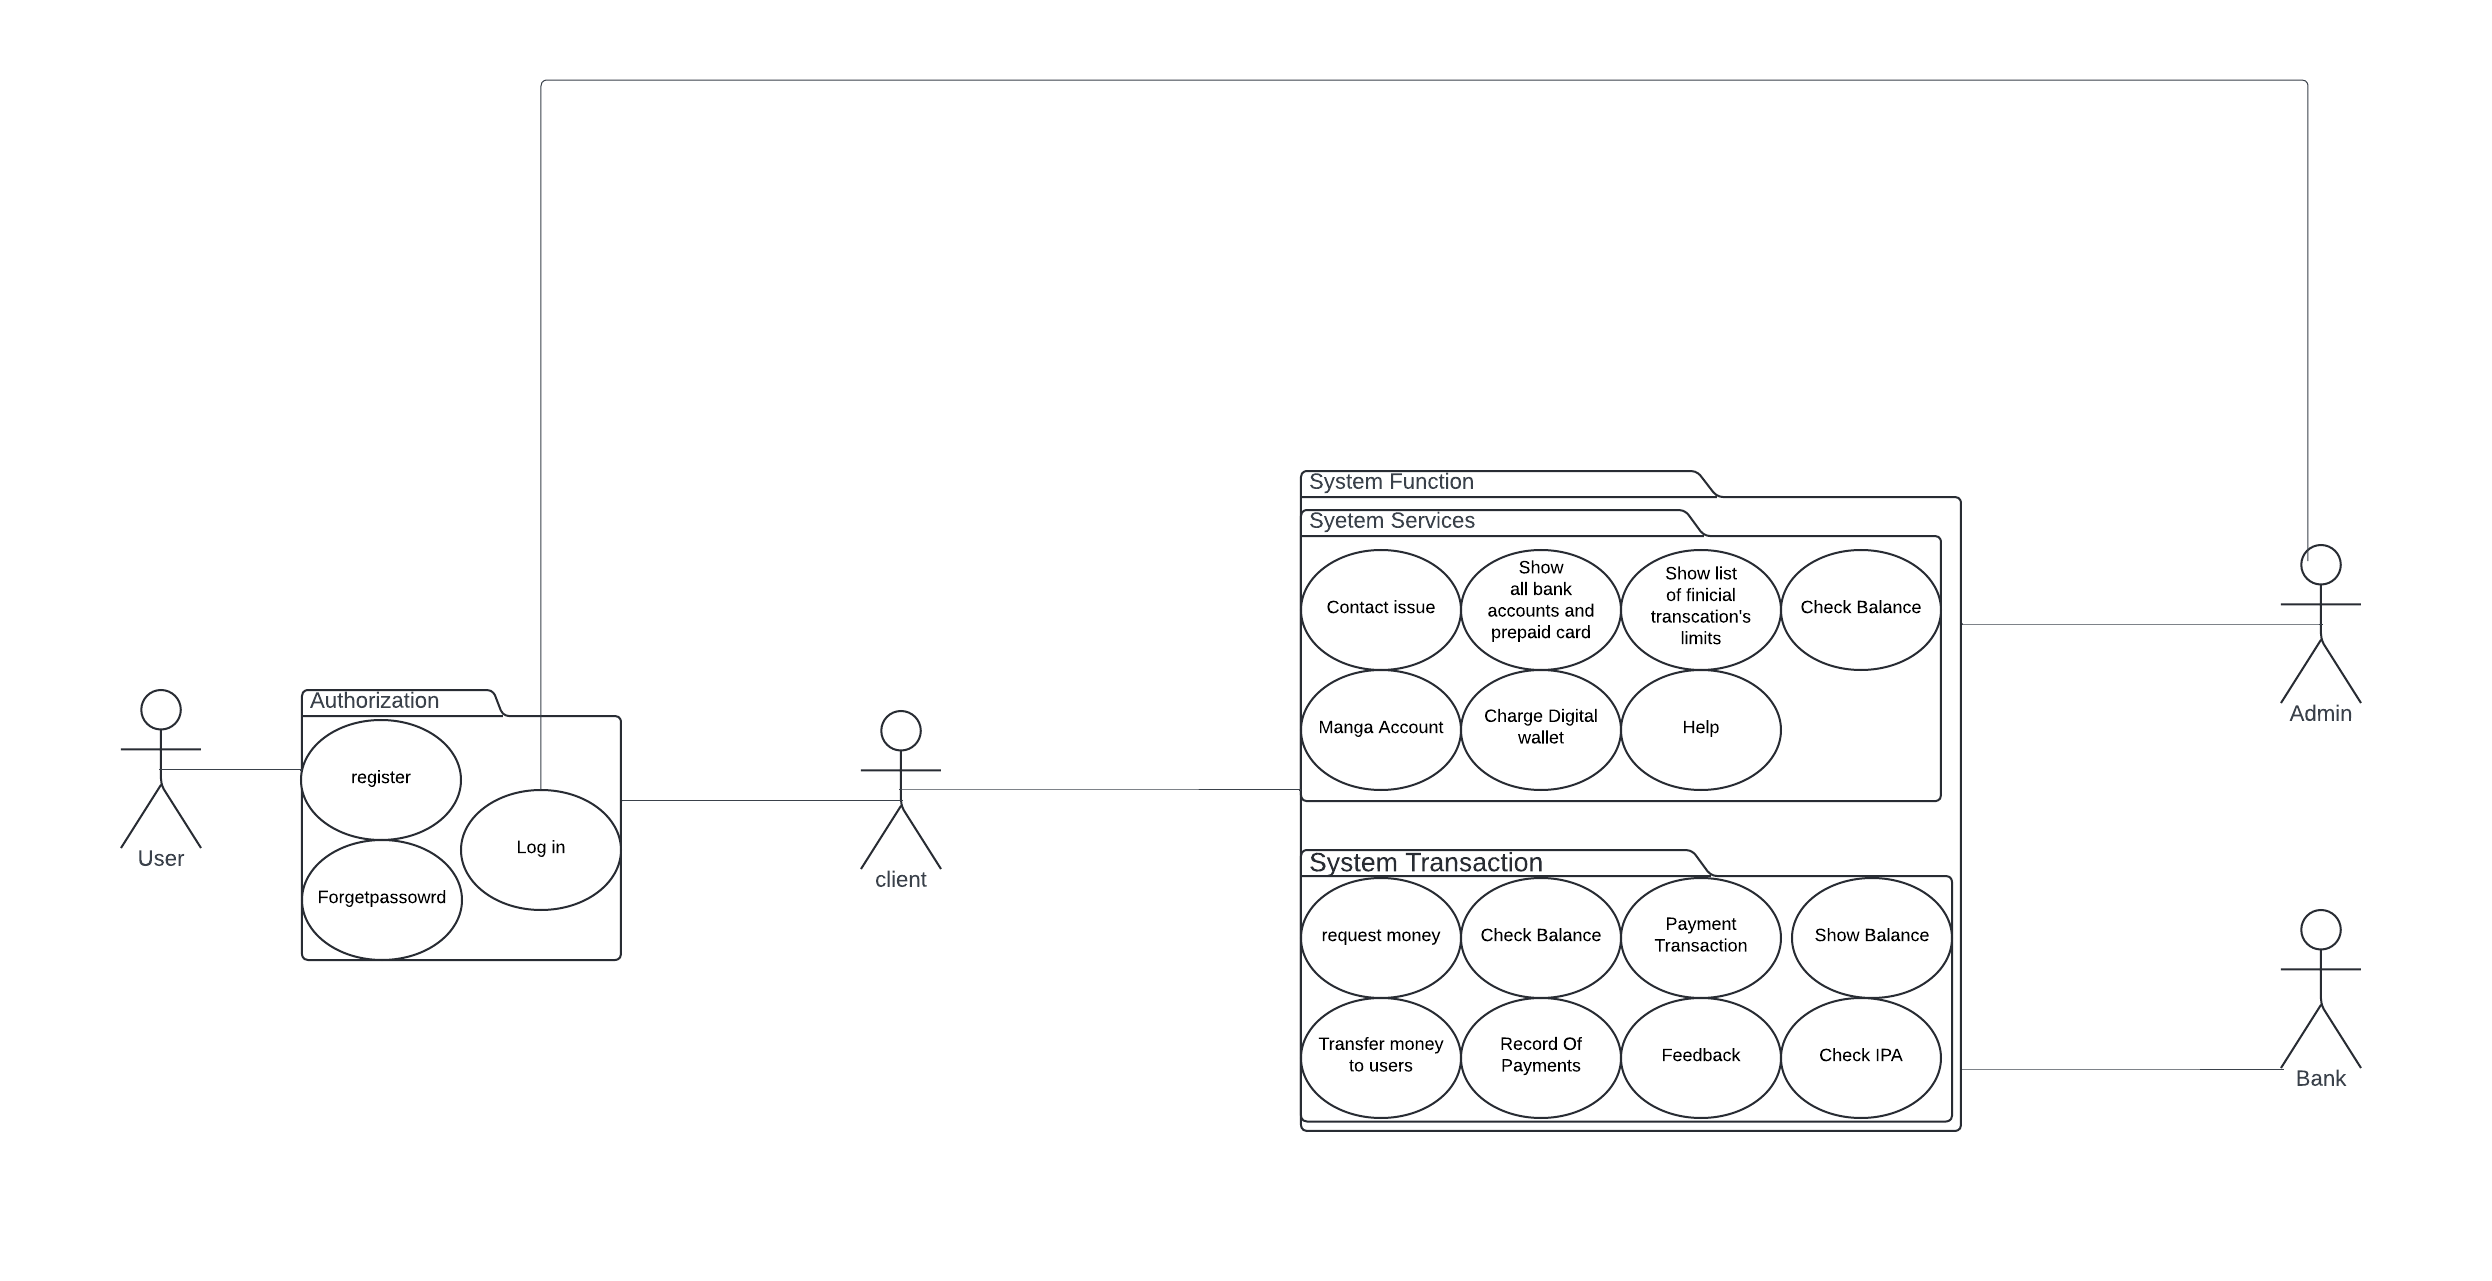 System Function
Syetem Services
Contact issue
Show
all bank
accounts and
prepaid card
Show list
of finicial
transcation's
limits
Check Balance
Manga Account
Charge Digital
wallet
Help
Authorization
register
Log in
Forgetpassowrd
User
client
Admin
System Transaction
request money
Check Balance
Payment
Transaction
Show Balance
Transfer money
to users
Record Of
Payments
Feedback
Check IPA
Bank